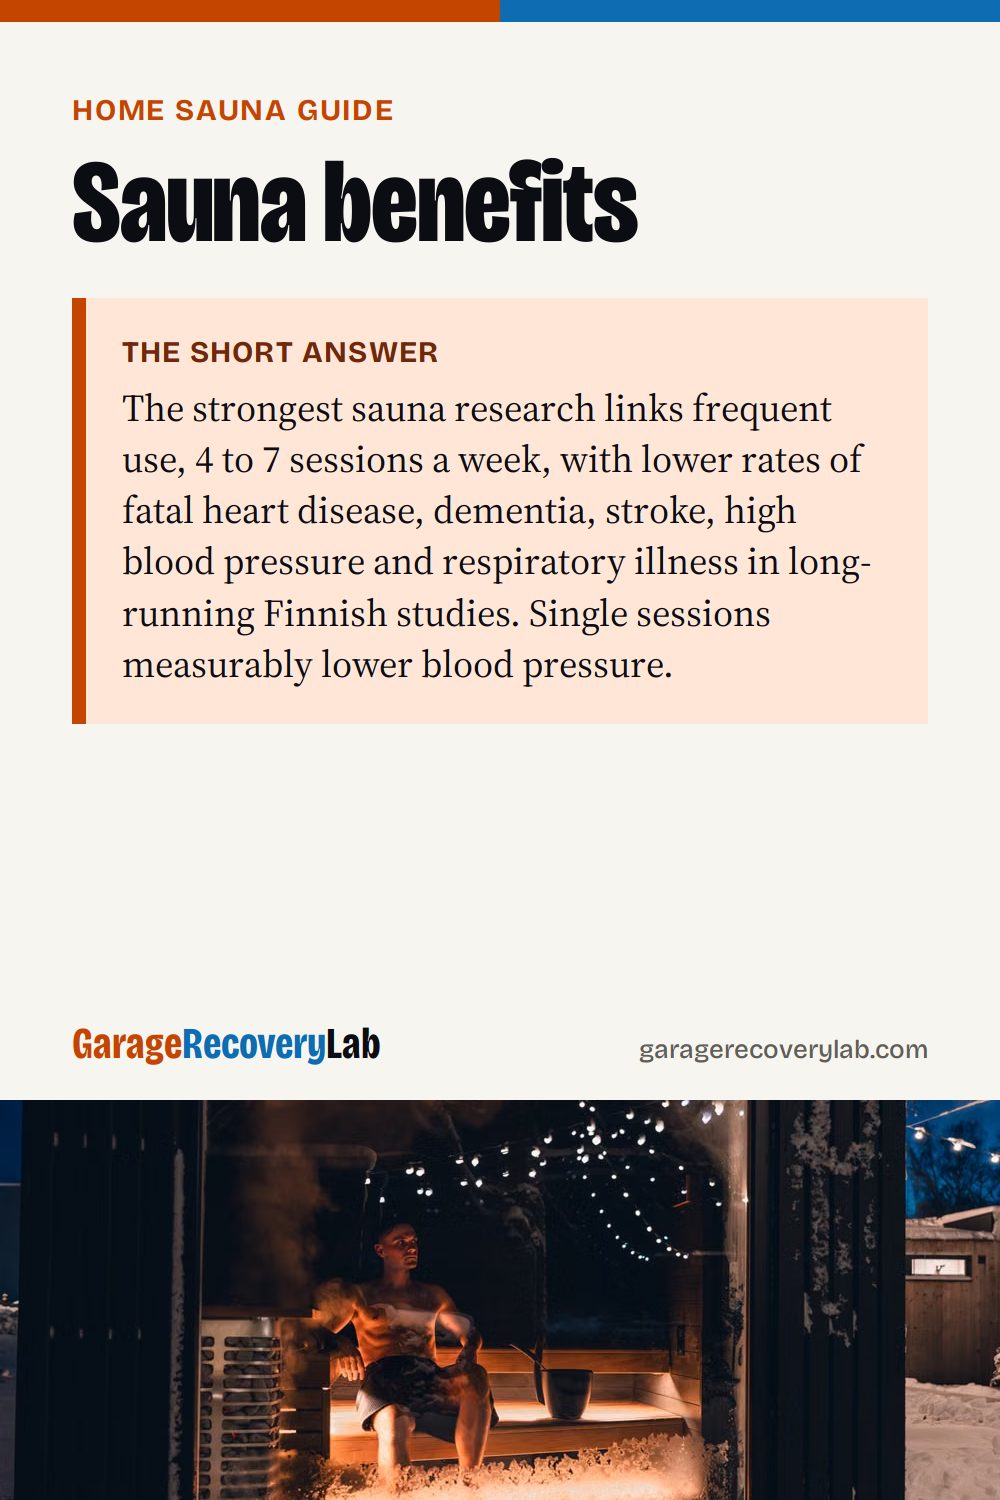 HOME SAUNA GUIDE
Sauna benefits
THE SHORT ANSWER
The strongest sauna research links frequent
use, 4 to 7 sessions a week, with lower rates of
fatal heart disease, dementia, stroke, high
blood pressure and respiratory illness in long-
running Finnish studies. Single sessions
measurably lower blood pressure.
GarageRecoveryLab
garagerecoverylab.com